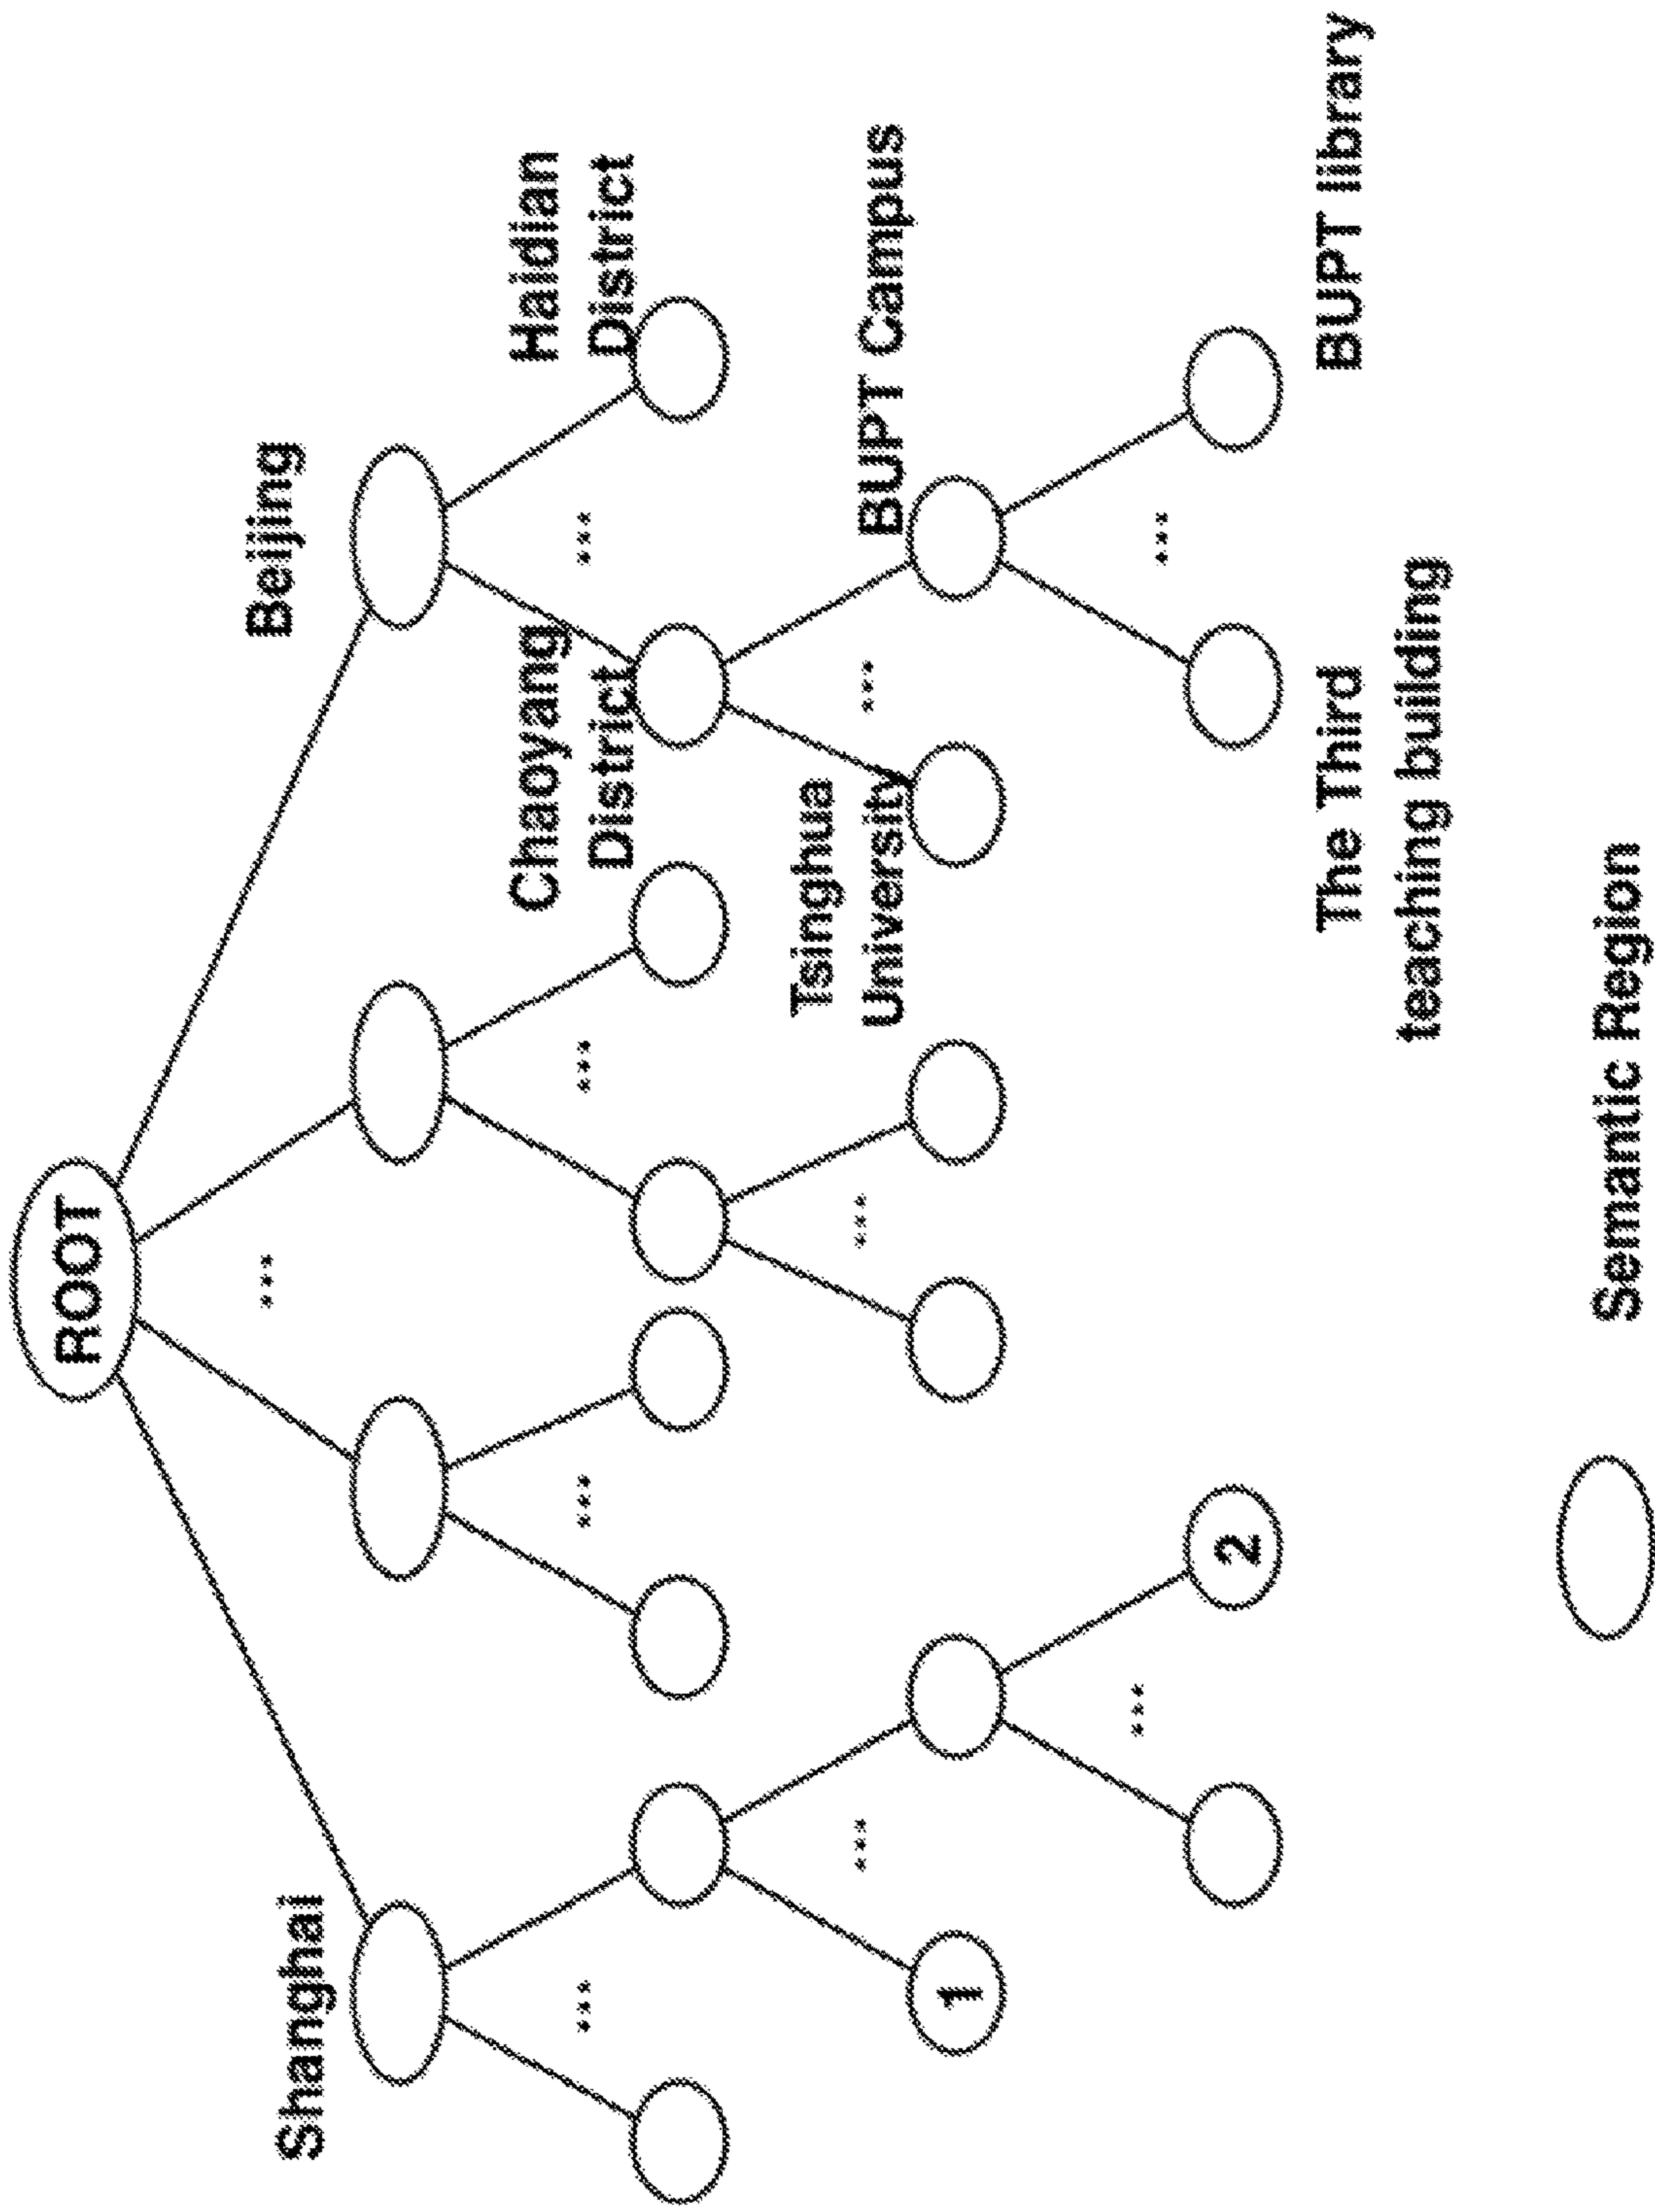 ROOT
Shanghai
Beijing
...
...
...
...
...
Chaoyang
District
Haidian
District
...
...
...
Tsinghua
University
BUPT Campus
1
...
...
2
The Third
teaching building
BUPT library
Semantic Region